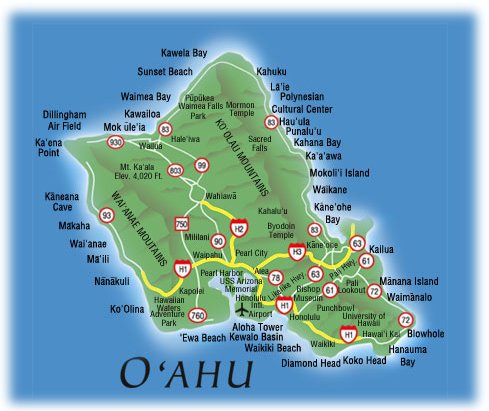 Kawela Bay
Sunset Beach
Kahuku
Waimea Bay
Lā'ie
Pūpūkea
Waimea Falls
Park
Mormon
Temple
Polynesian
Cultural Center
Kawailoa
83
Hau'ula
Dillingham
Air Field
Mok ūle'ia
83
KO'OLAU MOUNTAINS
Punalu'u
930
Hale'iwa
Sacred
Falls
Kahana Bay
Ka'ena
Point
Wailua
Ka'a'awa
99
Mt. Ka'ala
Elev. 4,020 ft.
803
Mokoli'i Island
Kāneana
Cave
WAI'ANAE MOUTAINS
Wahiawā
Waikane
93
Kahalu'u
Kāne'ohe
Bay
Mākaha
750
H2
Byodoin
Temple
83
Wai'anae
Mililani
90
Kāne'ohe
63
Kailua
Mā'ili
Waipahu
Pearl City
H3
61
Nānākuli
H1
Pearl Harbor
Aiea
Pali Hwy.
USS Arizona
Memorial
78
Likelike Hwy.
63
Pali
Lookout
Mānana Island
Kapolei
Bishop
Museum
61
72
Waimānalo
Hawaiian
Waters
Adventure
Park
Honolulu
Int'l
Airport
H1
Punchbowl
Ko'Olina
760
Honolulu
University of
Hawaii
72
Blowhole
'Ewa Beach
Aloha Tower
Kewalo Basin
Waikiki Beach
Waikiki
H1
Hawai'i Kai
Hanauma
Bay
Diamond Head
Koko Head
O'AHU